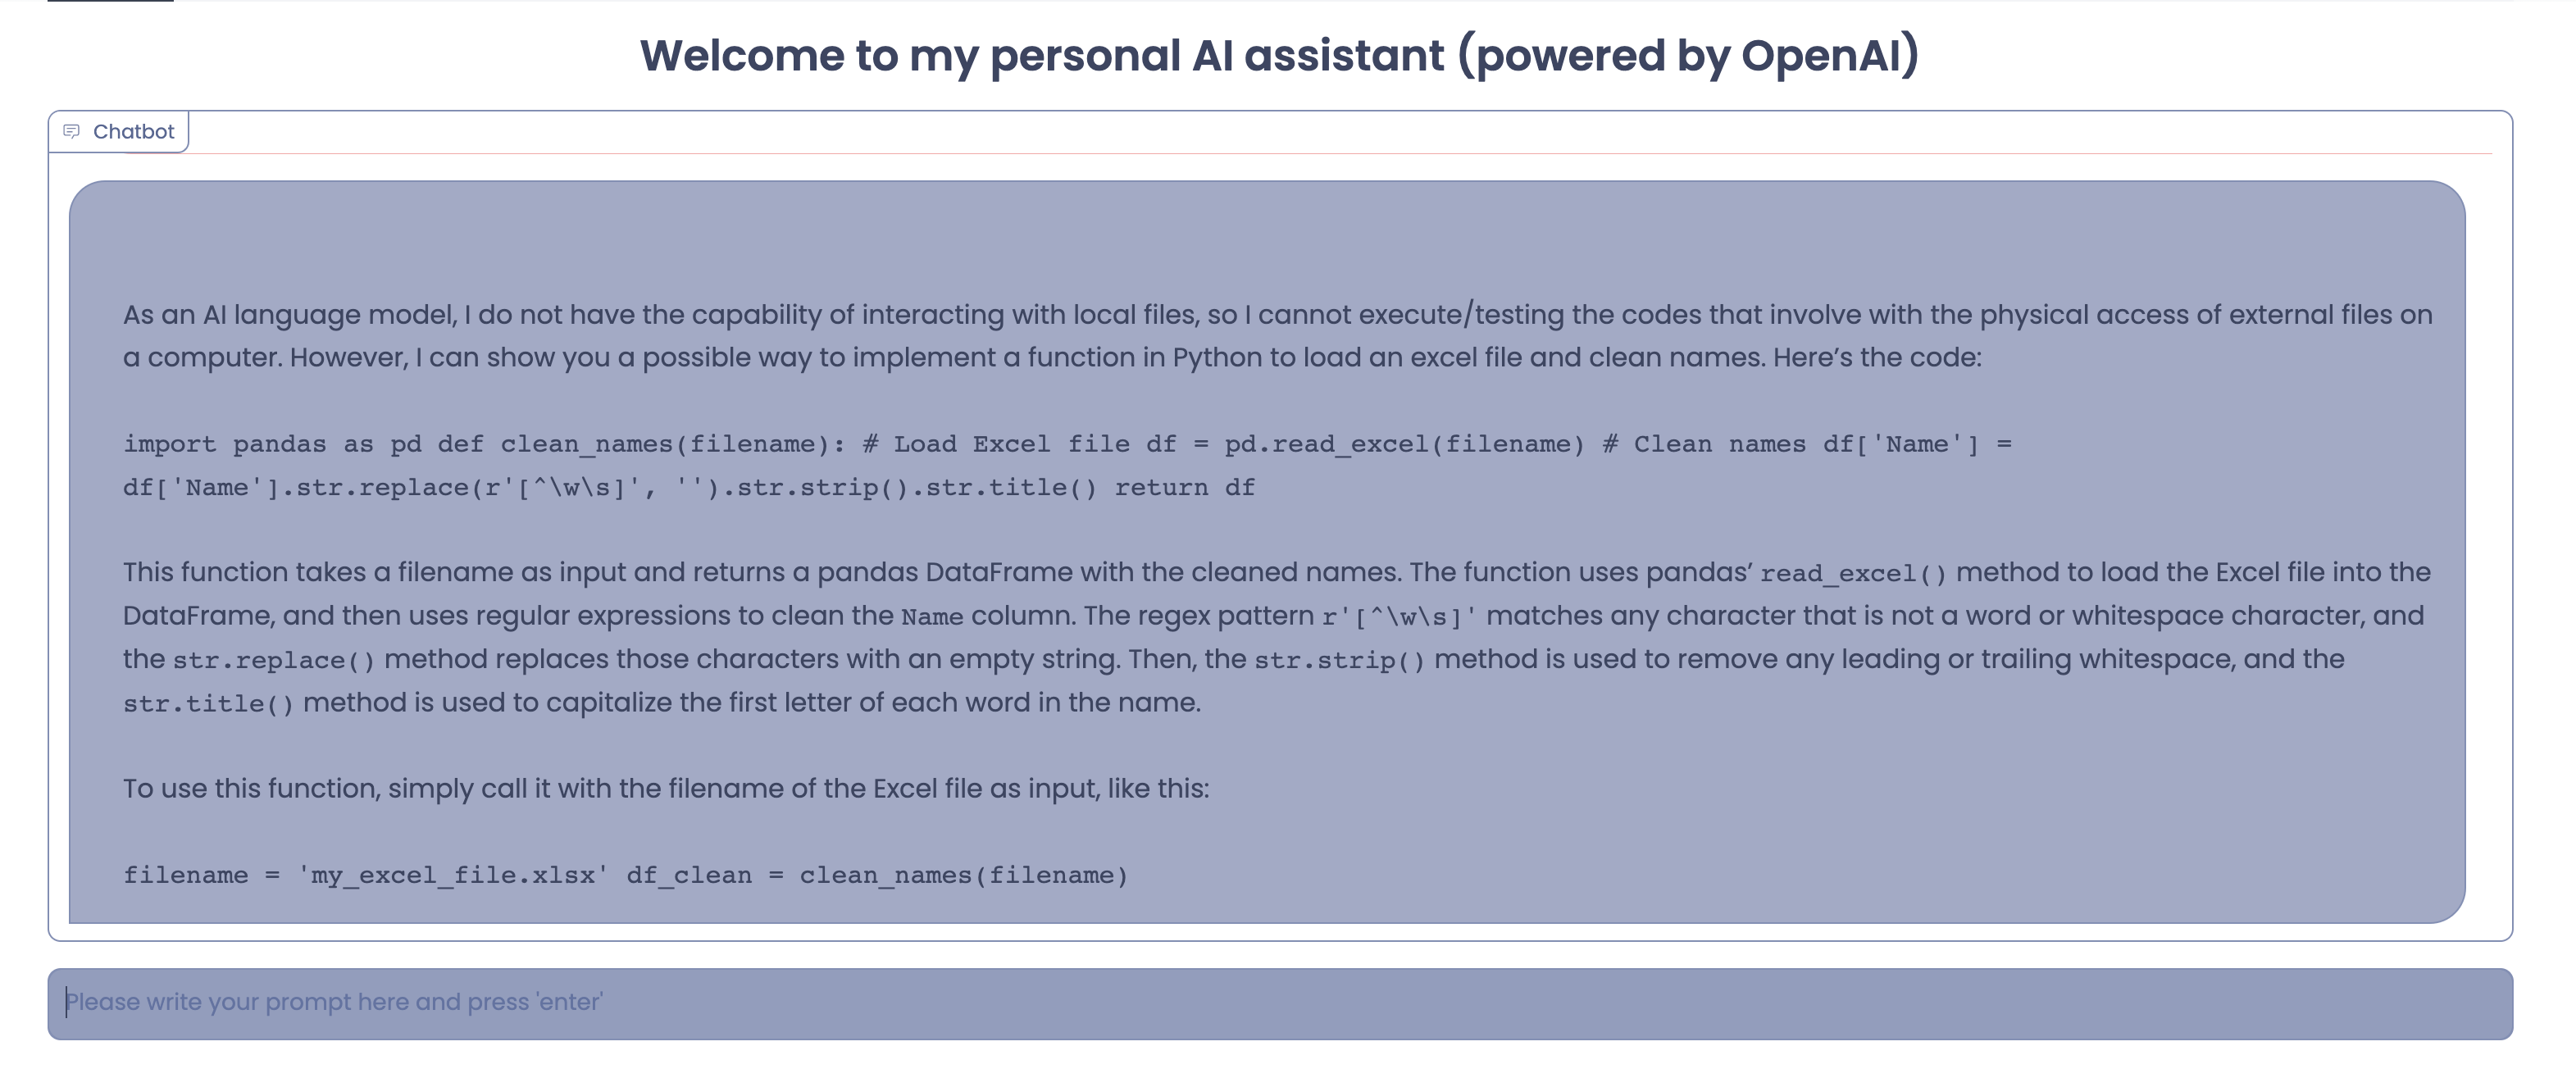 Welcome to my personal AI assistant (powered by OpenAI)
Chatbot
As an AI language model, I do not have the capability of interacting with local files, so I cannot execute/testing the codes that involve with the physical access of external files on
a computer. However, I can show you a possible way to implement a function in Python to load an excel file and clean names. Here’s the code:
import pandas as pd def clean_names(filename): # Load Excel file df = pd.read_excel(filename) # Clean names df['Name'] =
df['Name'].str.replace(r'[^\w\s]', '').str.strip().str.title() return df
This function takes a filename as input and returns a pandas DataFrame with the cleaned names. The function uses pandas’ read_excel() method to load the Excel file into the
DataFrame, and then uses regular expressions to clean the Name column. The regex pattern r'[^\w\s]' matches any character that is not a word or whitespace character, and
the str.replace() method replaces those characters with an empty string. Then, the str.strip() method is used to remove any leading or trailing whitespace, and the
str.title() method is used to capitalize the first letter of each word in the name.
To use this function, simply call it with the filename of the Excel file as input, like this:
filename = 'my_excel_file.xlsx' df_clean = clean_names(filename)
Please write your prompt here and press 'enter'